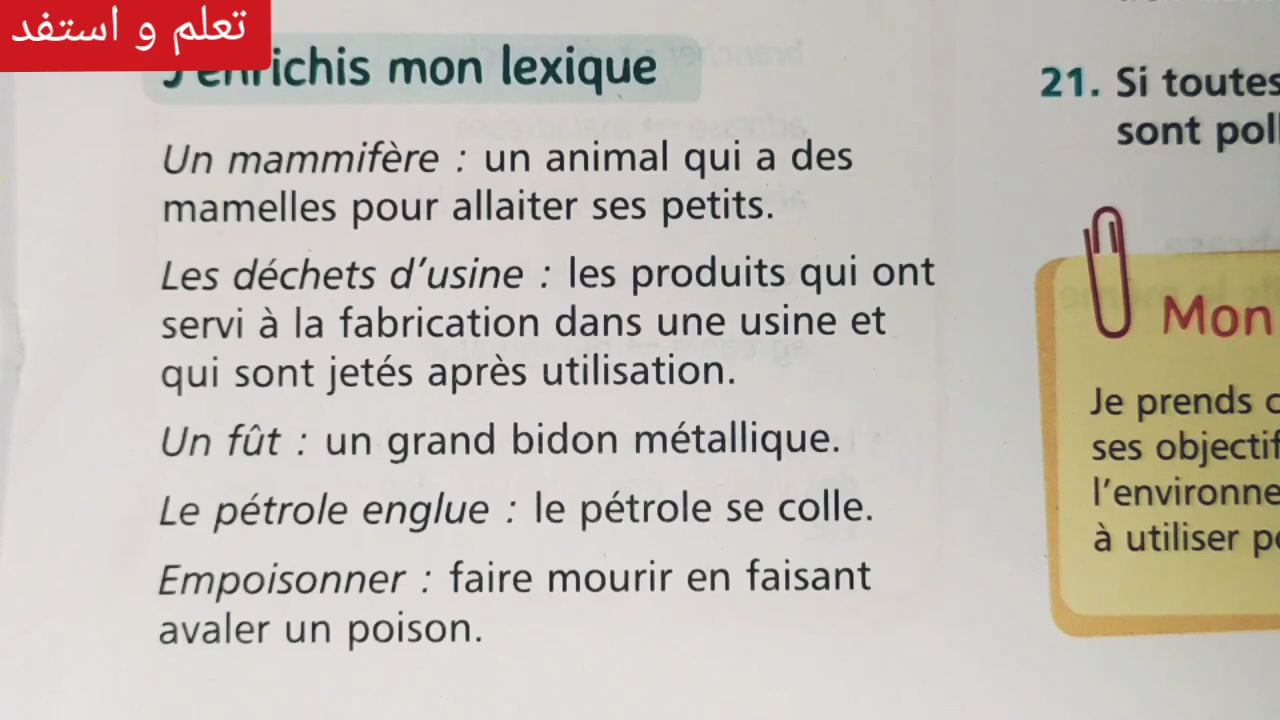 تعلم و استفد
J'enrichis mon lexique
Un mammifère : un animal qui a des
mamelles pour allaiter ses petits.
Les déchets d'usine : les produits qui ont
servi à la fabrication dans une usine et
qui sont jetés après utilisation.
Un fût : un grand bidon métallique.
Le pétrole englue : le pétrole se colle.
Empoisonner : faire mourir en faisant
avaler un poison.
21. Si toutes
sont poll
Mon
Je prends
ses objectif
l'environne
à utiliser